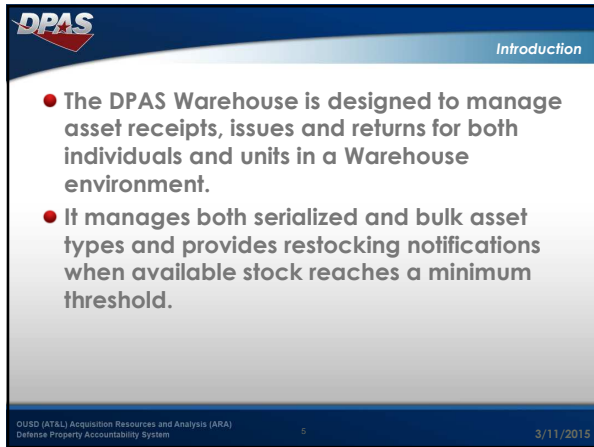 DPAS
Introduction
The DPAS Warehouse is designed to manage
asset receipts, issues and returns for both
individuals and units in a Warehouse
environment.
It manages both serialized and bulk asset
types and provides restocking notifications
when available stock reaches a minimum
threshold.
OUSD (AT&L) Acquisition Resources and Analysis (ARA)
Defense Property Accountability System
5
3/11/2015